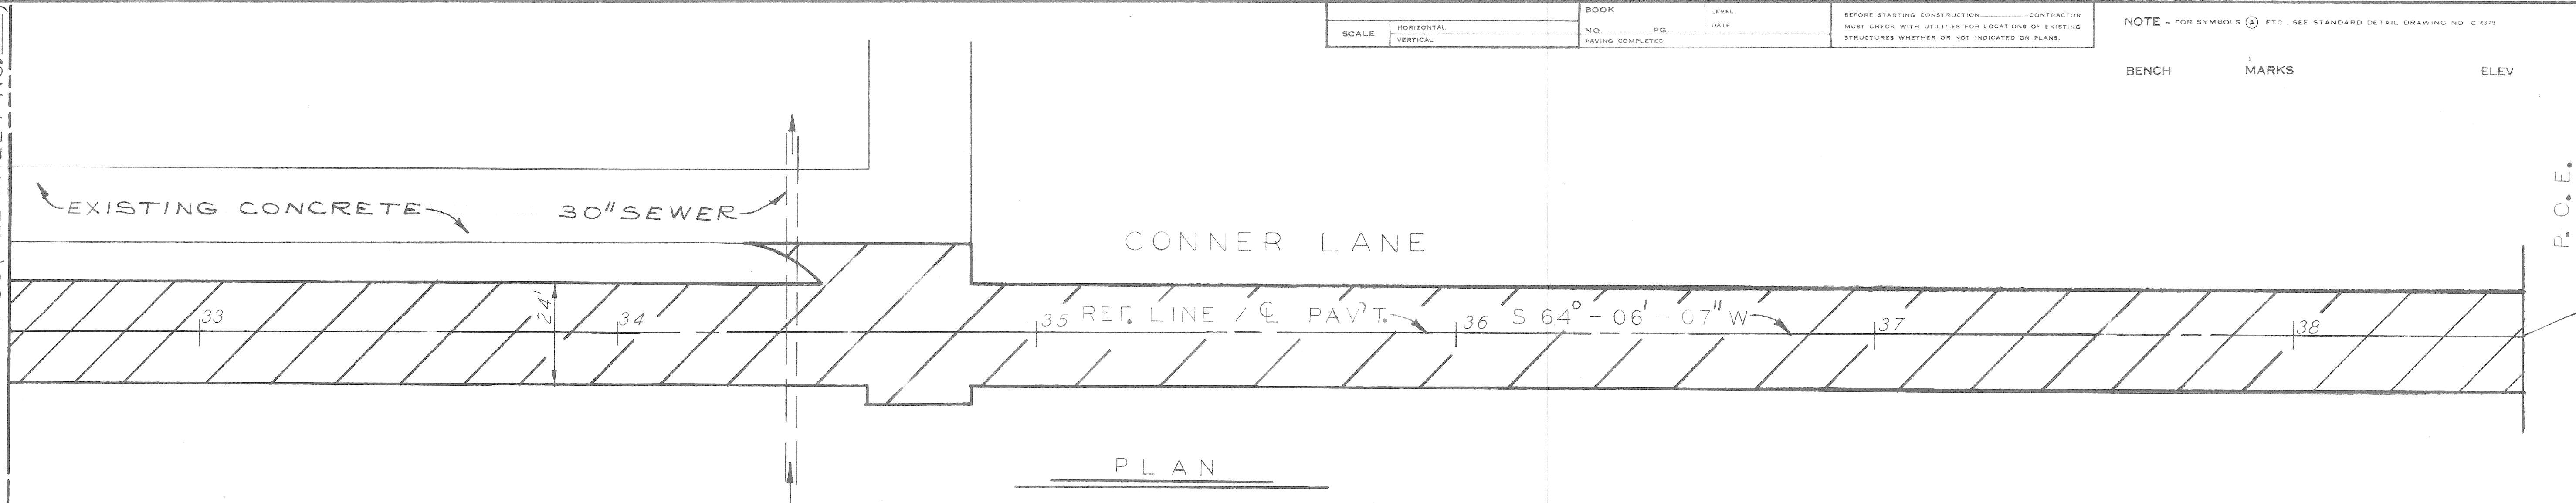 SCALE
HORIZONTAL
VERTICAL
BOOK
NO. PG
PAVING COMPLETED
LEVEL
DATE
BEFORE STARTING CONSTRUCTION CONTRACTOR
MUST CHECK WITH UTILITIES FOR LOCATIONS OF EXISTING
STRUCTURES WHETHER OR NOT INDICATED ON PLANS.
NOTE - FOR SYMBOLS A ETC. SEE STANDARD DETAIL DRAWING NO. C-4178
BENCH MARKS ELEV
EXISTING CONCRETE
30" SEWER
CONNER LANE
P.O.E.
24'
33
34
35
REF. LINE / ℄ PAV'T.
36
S 64° - 06' - 07" W
37
38
PLAN